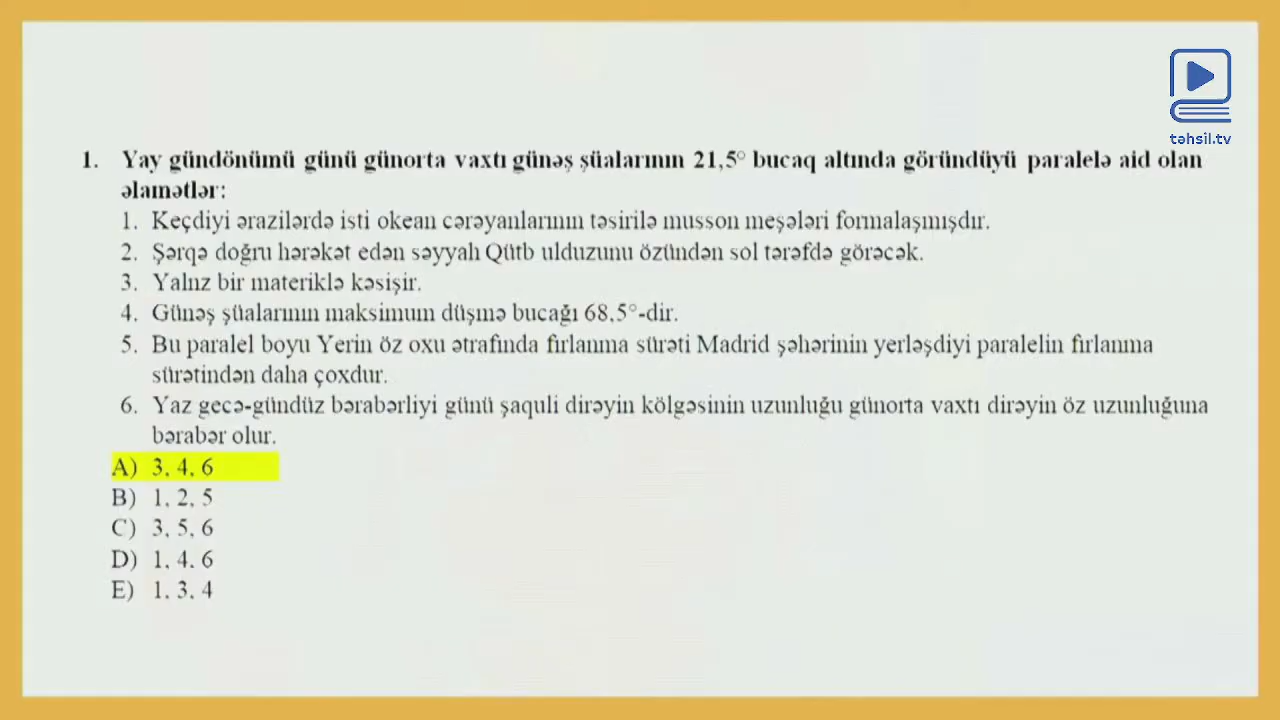 təhsil.tv
1. Yay gündönümü günü günorta vaxtı günəş şüalarının 21,5° bucaq altında göründüyü paralelə aid olan
əlamətlər:
1. Keçdiyi ərazilərdə isti okean cərəyanlarının təsirilə musson meşələri formalaşmışdır.
2. Şərqə doğru hərəkət edən səyyah Qütb ulduzunu özündən sol tərəfdə görəcək.
3. Yalnz bir materiklə kəsişir.
4. Günəş şüalarının maksimum düşmə bucağı 68,5°-dir.
5. Bu paralel boyu Yerin öz oxu ətrafında fırlanma sürəti Madrid şəhərinin yerləşdiyi paralelin fırlanma
sürətindən daha çoxdur.
6. Yaz gecə-gündüz bərabərliyi günü şaquli dirəyin kölgəsinin uzunluğu günorta vaxtı dirəyin öz uzunluğuna
bərabər olur.
A) 3, 4, 6
B) 1, 2, 5
C) 3, 5, 6
D) 1, 4, 6
E) 1, 3, 4